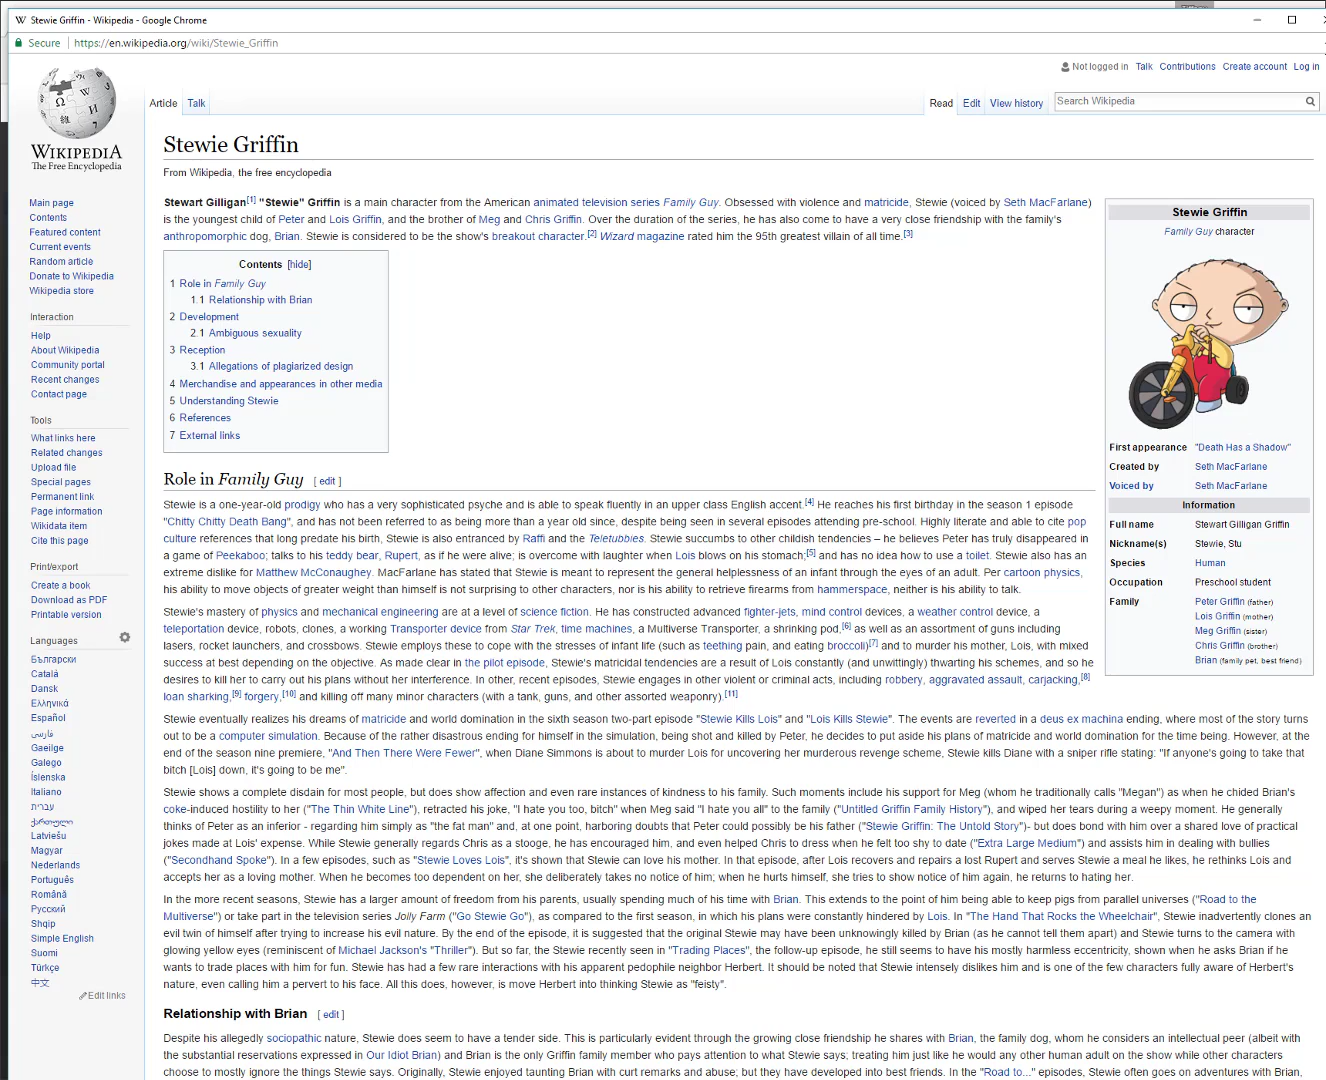 Stewie Griffin - Wikipedia - Google Chrome
Secure https://en.wikipedia.org/wiki/Stewie_Griffin
Not logged in Talk Contributions Create account Log in
Article Talk Read Edit View history Search Wikipedia
WIKIPEDIA
The Free Encyclopedia
Main page
Contents
Featured content
Current events
Random article
Donate to Wikipedia
Wikipedia store
Interaction
Help
About Wikipedia
Community portal
Recent changes
Contact page
Tools
What links here
Related changes
Upload file
Special pages
Permanent link
Page information
Wikidata item
Cite this page
Print/export
Create a book
Download as PDF
Printable version
Languages
Български
Català
Dansk
Ελληνικά
Español
فارسی
Gaeilge
Galego
Íslenska
Italiano
עברית
ქართული
Latviešu
Magyar
Nederlands
Português
Română
Русский
Shqip
Simple English
Suomi
Türkçe
中文
Edit links
Stewie Griffin
From Wikipedia, the free encyclopedia
Stewart Gilligan[1] "Stewie" Griffin is a main character from the American animated television series Family Guy. Obsessed with violence and matricide, Stewie (voiced by Seth MacFarlane)
is the youngest child of Peter and Lois Griffin, and the brother of Meg and Chris Griffin. Over the duration of the series, he has also come to have a very close friendship with the family's
anthropomorphic dog, Brian. Stewie is considered to be the show's breakout character.[2] Wizard magazine rated him the 95th greatest villain of all time.[3]
Contents [hide]
1 Role in Family Guy
1.1 Relationship with Brian
2 Development
2.1 Ambiguous sexuality
3 Reception
3.1 Allegations of plagiarized design
4 Merchandise and appearances in other media
5 Understanding Stewie
6 References
7 External links
Stewie Griffin
Family Guy character
First appearance "Death Has a Shadow"
Created by Seth MacFarlane
Voiced by Seth MacFarlane
Information
Full name Stewart Gilligan Griffin
Nickname(s) Stewie, Stu
Species Human
Occupation Preschool student
Family Peter Griffin (father)
Lois Griffin (mother)
Meg Griffin (sister)
Chris Griffin (brother)
Brian (family pet, best friend)
Role in Family Guy [ edit ]
Stewie is a one-year-old prodigy who has a very sophisticated psyche and is able to speak fluently in an upper class English accent.[4] He reaches his first birthday in the season 1 episode
"Chitty Chitty Death Bang", and has not been referred to as being more than a year old since, despite being seen in several episodes attending pre-school. Highly literate and able to cite pop
culture references that long predate his birth, Stewie is also entranced by Raffi and the Teletubbies. Stewie succumbs to other childish tendencies – he believes Peter has truly disappeared in
a game of Peekaboo; talks to his teddy bear, Rupert, as if he were alive; is overcome with laughter when Lois blows on his stomach;[5] and has no idea how to use a toilet. Stewie also has an
extreme dislike for Matthew McConaughey. MacFarlane has stated that Stewie is meant to represent the general helplessness of an infant through the eyes of an adult. Per cartoon physics,
his ability to move objects of greater weight than himself is not surprising to other characters, nor is his ability to retrieve firearms from hammerspace, neither is his ability to talk.
Stewie's mastery of physics and mechanical engineering are at a level of science fiction. He has constructed advanced fighter-jets, mind control devices, a weather control device, a
teleportation device, robots, clones, a working Transporter device from Star Trek, time machines, a Multiverse Transporter, a shrinking pod,[6] as well as an assortment of guns including
lasers, rocket launchers, and crossbows. Stewie employs these to cope with the stresses of infant life (such as teething pain, and eating broccoli)[7] and to murder his mother, Lois, with mixed
success at best depending on the objective. As made clear in the pilot episode, Stewie's matricidal tendencies are a result of Lois constantly (and unwittingly) thwarting his schemes, and so he
desires to kill her to carry out his plans without her interference. In other, recent episodes, Stewie engages in other violent or criminal acts, including robbery, aggravated assault, carjacking,[8]
loan sharking,[9] forgery,[10] and killing off many minor characters (with a tank, guns, and other assorted weaponry).[11]
Stewie eventually realizes his dreams of matricide and world domination in the sixth season two-part episode "Stewie Kills Lois" and "Lois Kills Stewie". The events are reverted in a deus ex machina ending, where most of the story turns
out to be a computer simulation. Because of the rather disastrous ending for himself in the simulation, being shot and killed by Peter, he decides to put aside his plans of matricide and world domination for the time being. However, at the
end of the season nine premiere, "And Then There Were Fewer", when Diane Simmons is about to murder Lois for uncovering her murderous revenge scheme, Stewie kills Diane with a sniper rifle stating: "If anyone's going to take that
bitch [Lois] down, it's going to be me".
Stewie shows a complete disdain for most people, but does show affection and even rare instances of kindness to his family. Such moments include his support for Meg (whom he traditionally calls "Megan") as when he chided Brian's
coke-induced hostility to her ("The Thin White Line"), retracted his joke, "I hate you too, bitch" when Meg said "I hate you all" to the family ("Untitled Griffin Family History"), and wiped her tears during a weepy moment. He generally
thinks of Peter as an inferior - regarding him simply as "the fat man" and, at one point, harboring doubts that Peter could possibly be his father ("Stewie Griffin: The Untold Story")- but does bond with him over a shared love of practical
jokes made at Lois' expense. While Stewie generally regards Chris as a stooge, he has encouraged him, and even helped Chris to dress when he felt too shy to date ("Extra Large Medium") and assists him in dealing with bullies
("Secondhand Spoke"). In a few episodes, such as "Stewie Loves Lois", it's shown that Stewie can love his mother. In that episode, after Lois recovers and repairs a lost Rupert and serves Stewie a meal he likes, he rethinks Lois and
accepts her as a loving mother. When he becomes too dependent on her, she deliberately takes no notice of him; when he hurts himself, she tries to show notice of him again, he returns to hating her.
In the more recent seasons, Stewie has a larger amount of freedom from his parents, usually spending much of his time with Brian. This extends to the point of him being able to keep pigs from parallel universes ("Road to the
Multiverse") or take part in the television series Jolly Farm ("Go Stewie Go"), as compared to the first season, in which his plans were constantly hindered by Lois. In "The Hand That Rocks the Wheelchair", Stewie inadvertently clones an
evil twin of himself after trying to increase his evil nature. By the end of the episode, it is suggested that the original Stewie may have been unknowingly killed by Brian (as he cannot tell them apart) and Stewie turns to the camera with
glowing yellow eyes (reminiscent of Michael Jackson's "Thriller"). But so far, the Stewie recently seen in "Trading Places", the follow-up episode, he still seems to have his mostly harmless eccentricity, shown when he asks Brian if he
wants to trade places with him for fun. Stewie has had a few rare interactions with his apparent pedophile neighbor Herbert. It should be noted that Stewie intensely dislikes him and is one of the few characters fully aware of Herbert's
nature, even calling him a pervert to his face. All this does, however, is move Herbert into thinking Stewie as "feisty".
Relationship with Brian [ edit ]
Despite his allegedly sociopathic nature, Stewie does seem to have a tender side. This is particularly evident through the growing close friendship he shares with Brian, the family dog, whom he considers an intellectual peer (albeit with
the substantial reservations expressed in Our Idiot Brian) and Brian is the only Griffin family member who pays attention to what Stewie says; treating him just like he would any other human adult on the show while other characters
choose to mostly ignore the things Stewie says. Originally, Stewie enjoyed taunting Brian with curt remarks and abuse; but they have developed into best friends. In the "Road to..." episodes, Stewie often goes on adventures with Brian,